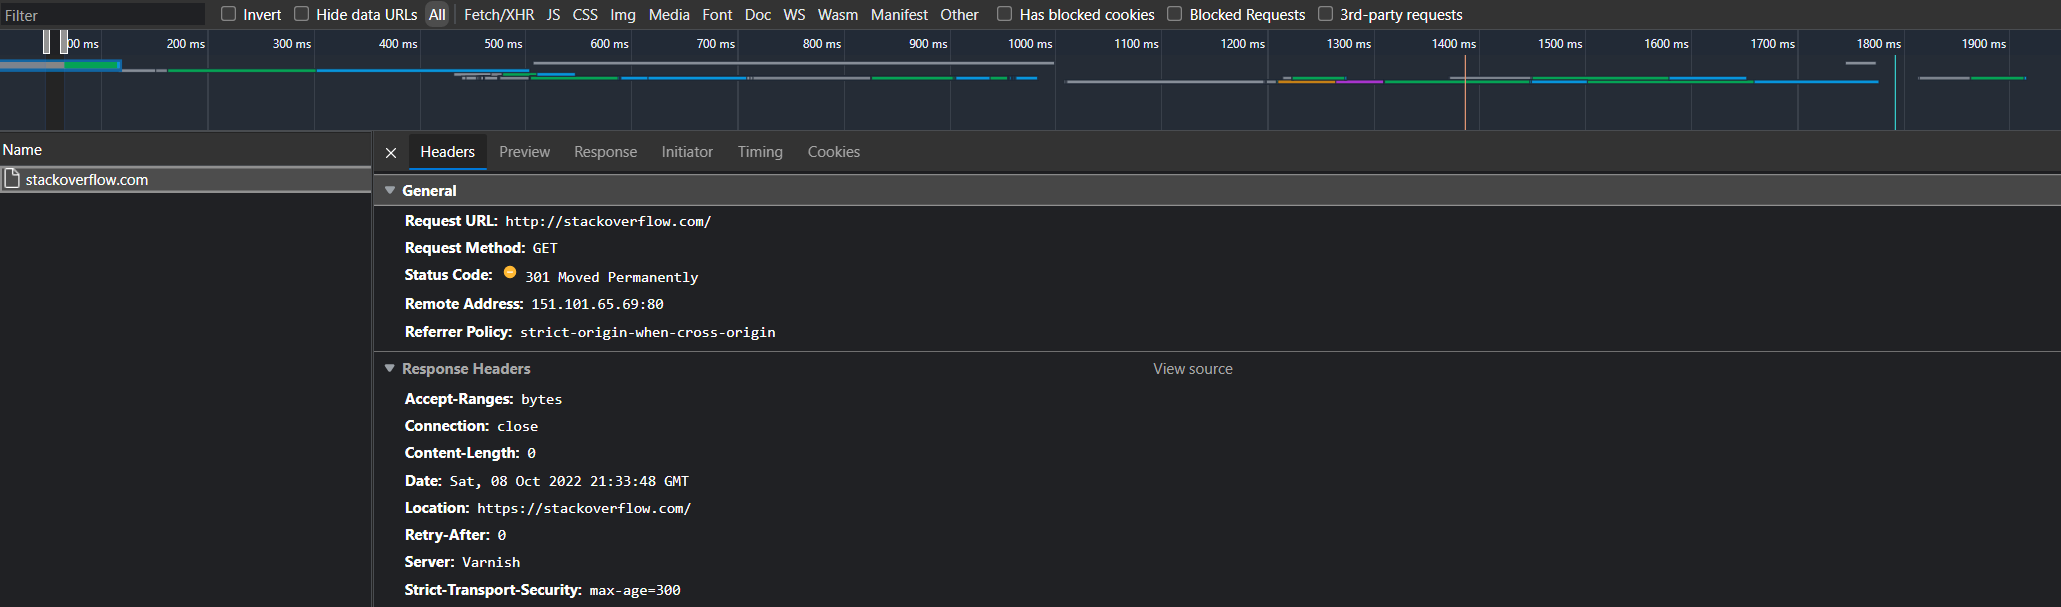 Filter Invert Hide data URLs All Fetch/XHR JS CSS Img Media Font Doc WS Wasm Manifest Other Has blocked cookies Blocked Requests 3rd-party requests
00 ms 200 ms 300 ms 400 ms 500 ms 600 ms 700 ms 800 ms 900 ms 1000 ms 1100 ms 1200 ms 1300 ms 1400 ms 1500 ms 1600 ms 1700 ms 1800 ms 1900 ms
Name
stackoverflow.com
Headers Preview Response Initiator Timing Cookies
General
Request URL: http://stackoverflow.com/
Request Method: GET
Status Code: 301 Moved Permanently
Remote Address: 151.101.65.69:80
Referrer Policy: strict-origin-when-cross-origin
Response Headers View source
Accept-Ranges: bytes
Connection: close
Content-Length: 0
Date: Sat, 08 Oct 2022 21:33:48 GMT
Location: https://stackoverflow.com/
Retry-After: 0
Server: Varnish
Strict-Transport-Security: max-age=300